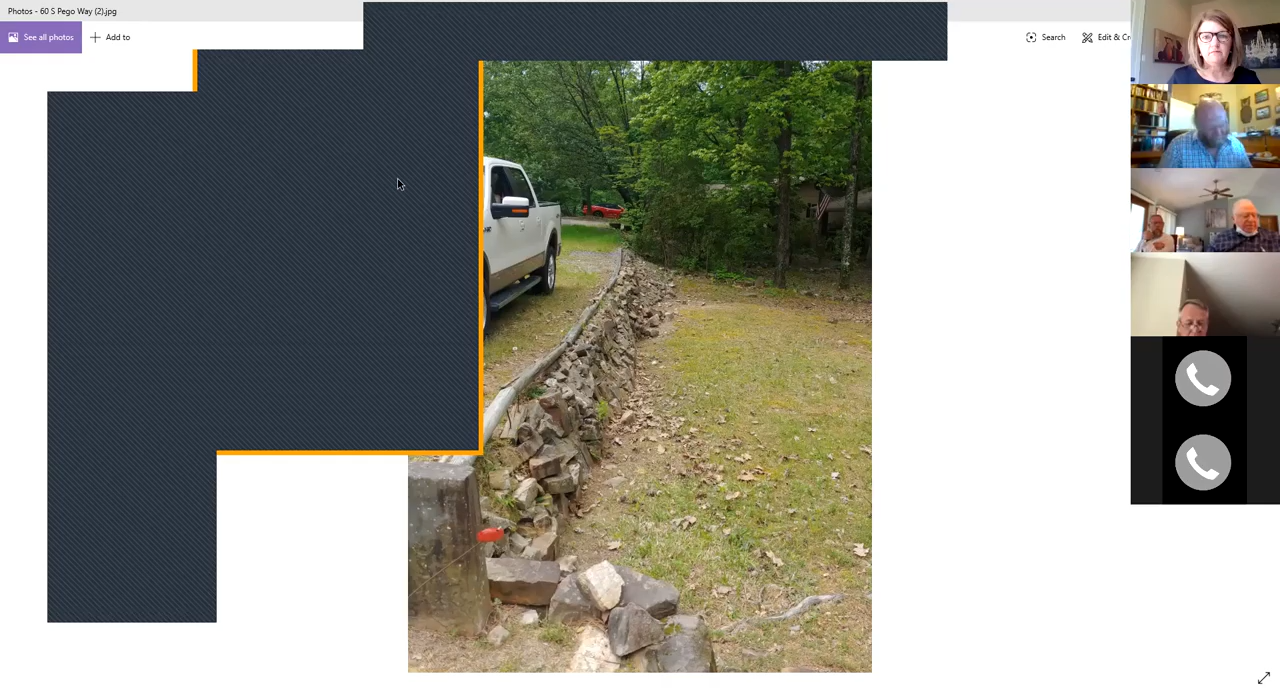 Photos - 60 S Pego Way (2).jpg
See all photos
Add to
Search
Edit & Cr